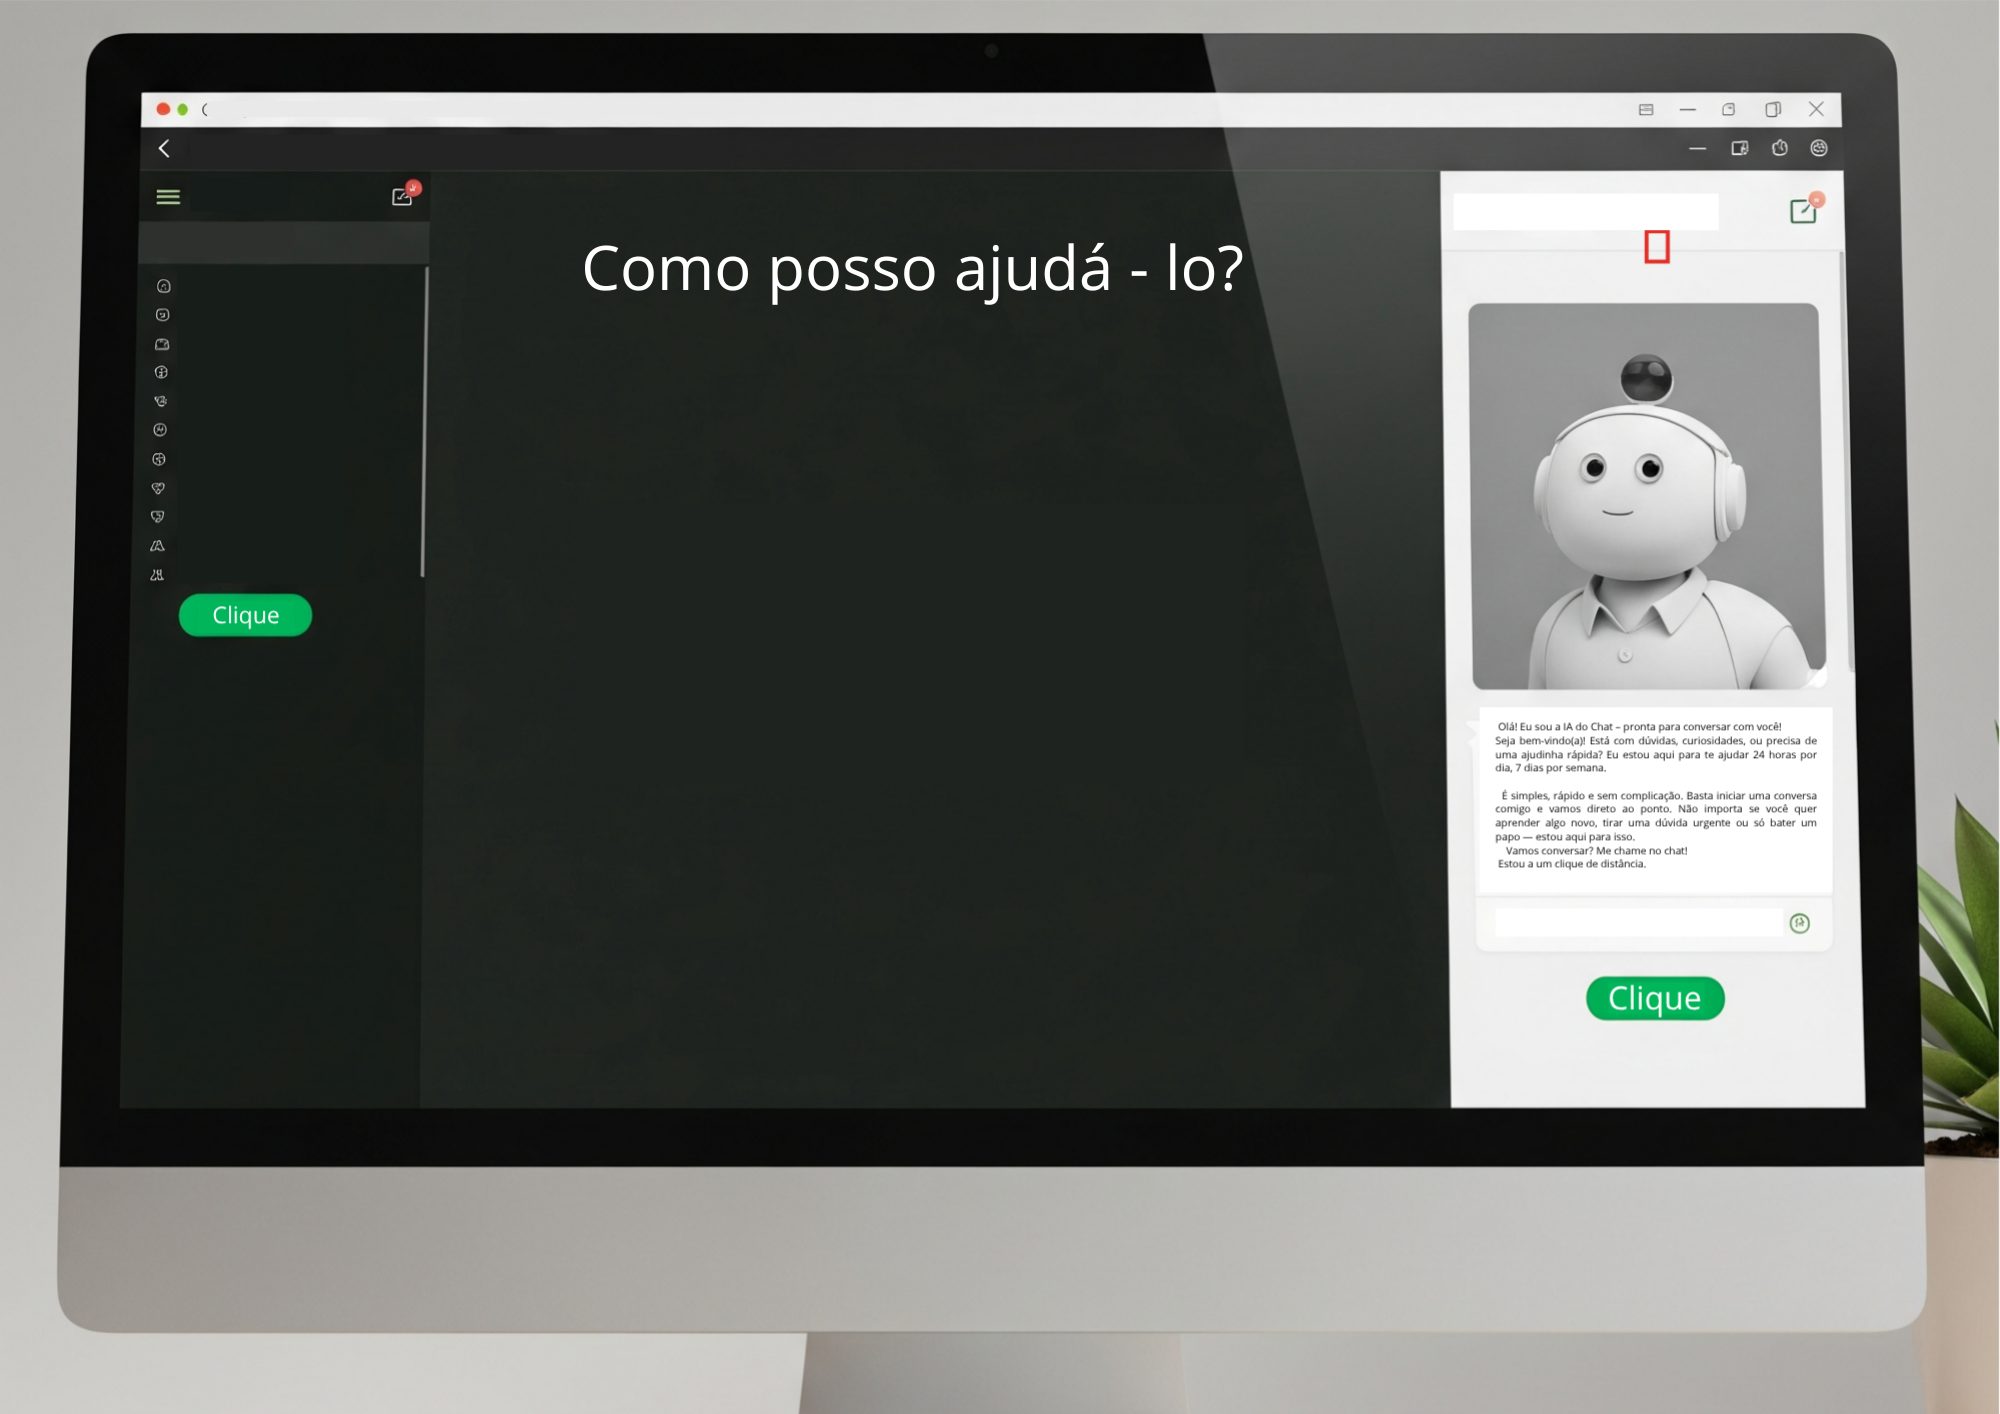 Como posso ajudá - lo?
Clique
Olá! Eu sou a IA do Chat – pronta para conversar com você!
Seja bem-vindo(a)! Está com dúvidas, curiosidades, ou precisa de
uma ajudinha rápida? Eu estou aqui para te ajudar 24 horas por
dia, 7 dias por semana.
É simples, rápido e sem complicação. Basta iniciar uma conversa
comigo e vamos direto ao ponto. Não importa se você quer
aprender algo novo, tirar uma dúvida urgente ou só bater um
papo — estou aqui para isso.
Vamos conversar? Me chame no chat!
Estou a um clique de distância.
Clique